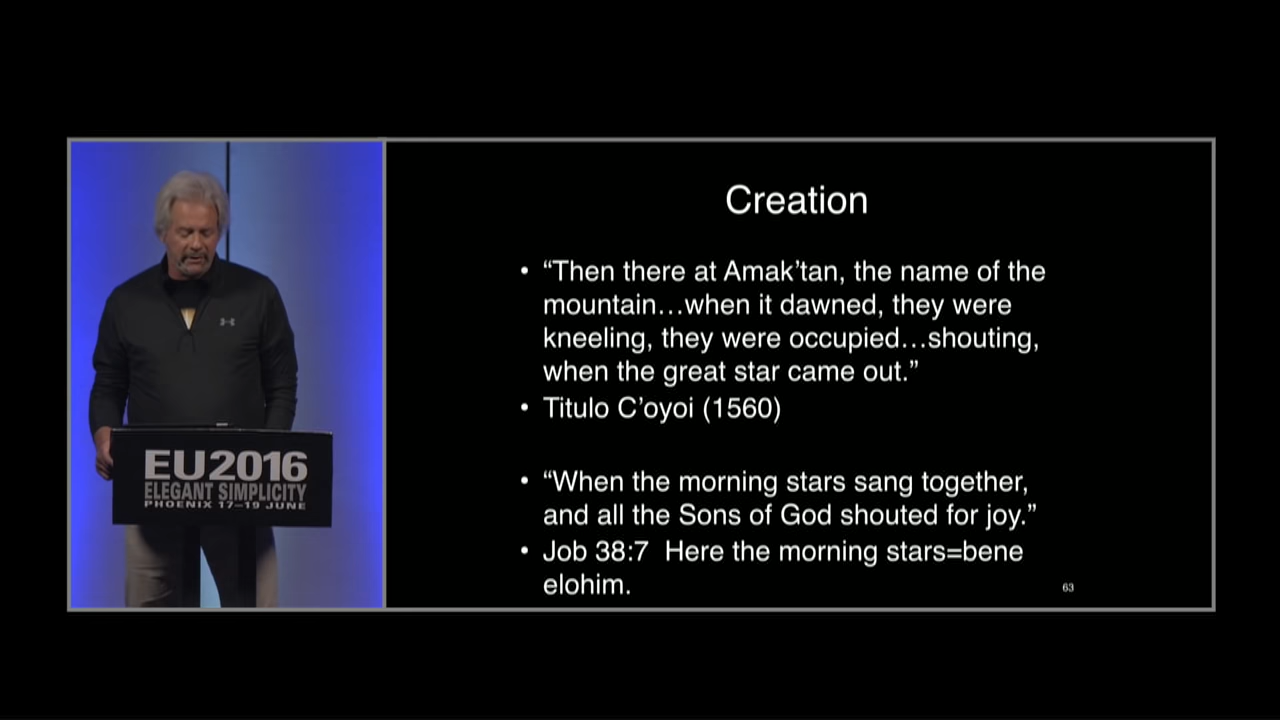 EU2016
ELEGANT SIMPLICITY
PHOENIX 17–19 JUNE
Creation
• “Then there at Amak’tan, the name of the
mountain…when it dawned, they were
kneeling, they were occupied…shouting,
when the great star came out.”
• Titulo C’oyoi (1560)
• “When the morning stars sang together,
and all the Sons of God shouted for joy.”
• Job 38:7  Here the morning stars=bene
elohim.
63